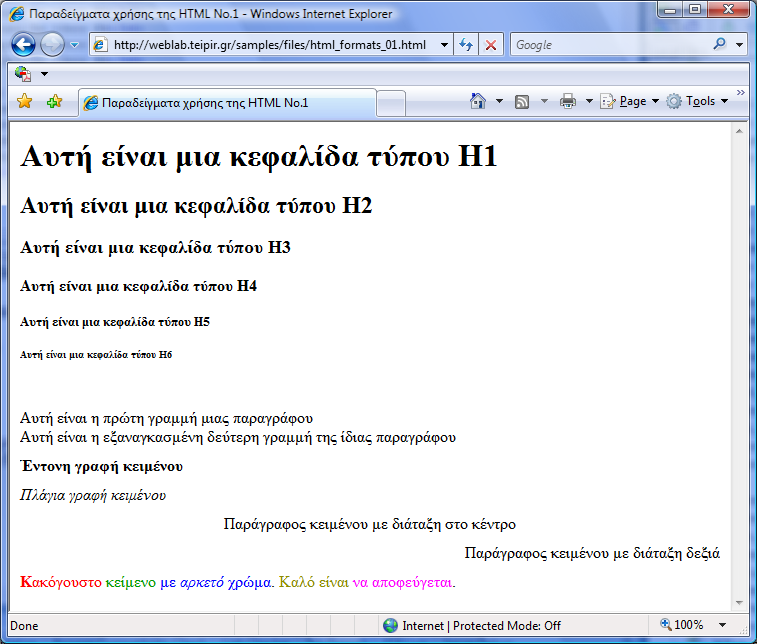 Παραδείγματα χρήσης της HTML No.1 - Windows Internet Explorer
http://weblab.teipir.gr/samples/files/html_formats_01.html
Google
Παραδείγματα χρήσης της HTML No.1
Page
Tools
»
Αυτή είναι μια κεφαλίδα τύπου H1
Αυτή είναι μια κεφαλίδα τύπου H2
Αυτή είναι μια κεφαλίδα τύπου H3
Αυτή είναι μια κεφαλίδα τύπου H4
Αυτή είναι μια κεφαλίδα τύπου H5
Αυτή είναι μια κεφαλίδα τύπου H6
Αυτή είναι η πρώτη γραμμή μιας παραγράφου
Αυτή είναι η εξαναγκασμένη δεύτερη γραμμή της ίδιας παραγράφου
Έντονη γραφή κειμένου
Πλάγια γραφή κειμένου
Παράγραφος κειμένου με διάταξη στο κέντρο
Παράγραφος κειμένου με διάταξη δεξιά
Κακόγουστο κείμενο με αρκετό χρώμα. Καλό είναι να αποφεύγεται.
Done
Internet | Protected Mode: Off
100%